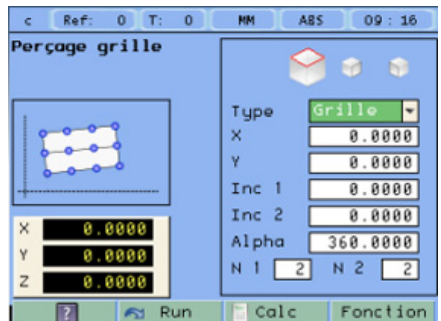 c Ref: 0 T: 0 MM ABS 09 : 16
Perçage grille
Type Grille
X 0.0000
Y 0.0000
Inc 1 0.0000
Inc 2 0.0000
Alpha 360.0000
N 1 2 N 2 2
X 0.0000
Y 0.0000
Z 0.0000
? Run Calc Fonction